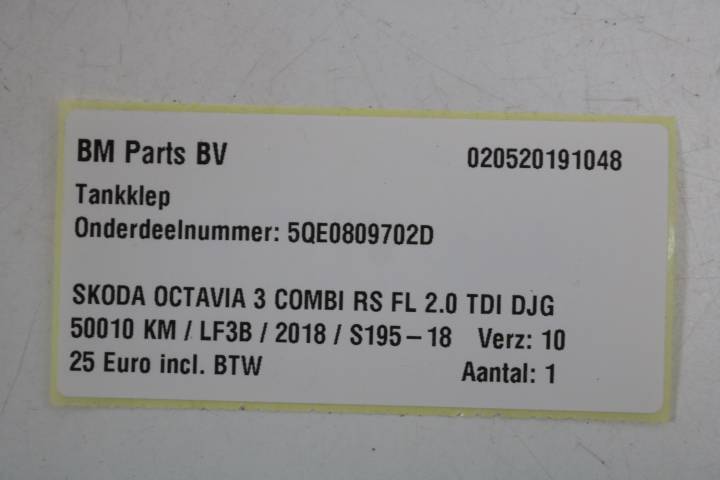 BM Parts BV 020520191048
Tankklep
Onderdeelnummer: 5QE0809702D
SKODA OCTAVIA 3 COMBI RS FL 2.0 TDI DJG
50010 KM / LF3B / 2018 / S195-18 Verz: 10
25 Euro incl. BTW Aantal: 1